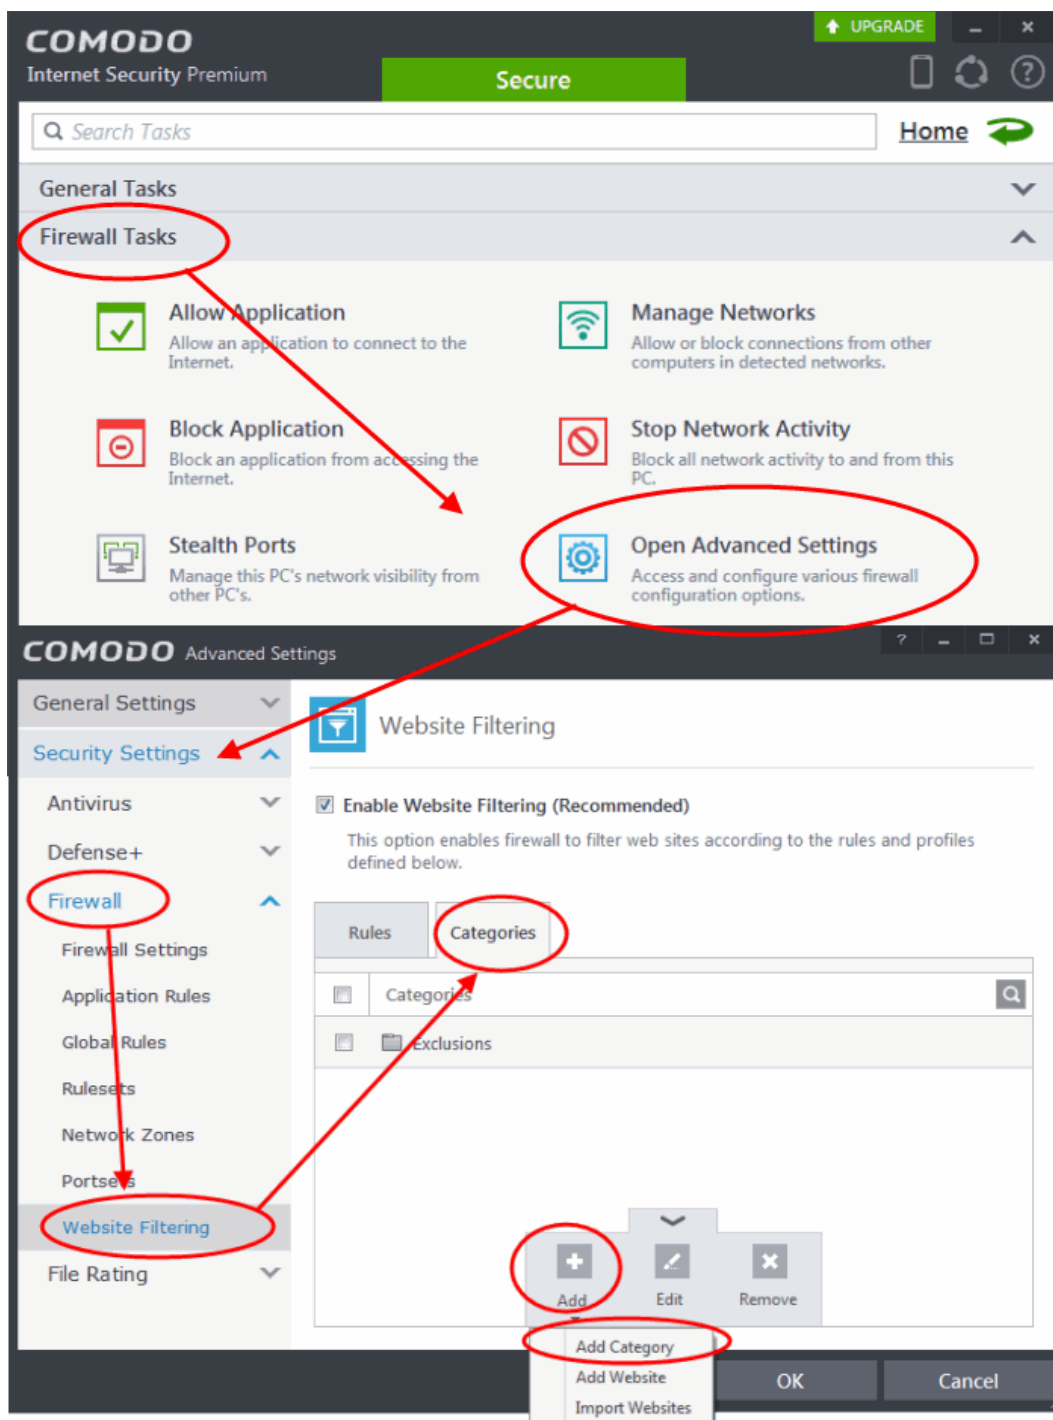 COMODO
UPGRADE
Internet Security Premium
Secure
Search Tasks
Home
General Tasks
Firewall Tasks
Allow Application
Allow an application to connect to the
Internet.
Manage Networks
Allow or block connections from other
computers in detected networks.
Block Application
Block an application from accessing the
Internet.
Stop Network Activity
Block all network activity to and from this
PC.
Stealth Ports
Manage this PC's network visibility from
other PC's.
Open Advanced Settings
Access and configure various firewall
configuration options.
COMODO Advanced Settings
General Settings
Security Settings
Antivirus
Defense+
Firewall
Firewall Settings
Application Rules
Global Rules
Rulesets
Network Zones
Portsets
Website Filtering
File Rating
Website Filtering
Enable Website Filtering (Recommended)
This option enables firewall to filter web sites according to the rules and profiles
defined below.
Rules
Categories
Categories
Exclusions
Add
Edit
Remove
Add Category
Add Website
Import Websites
OK
Cancel